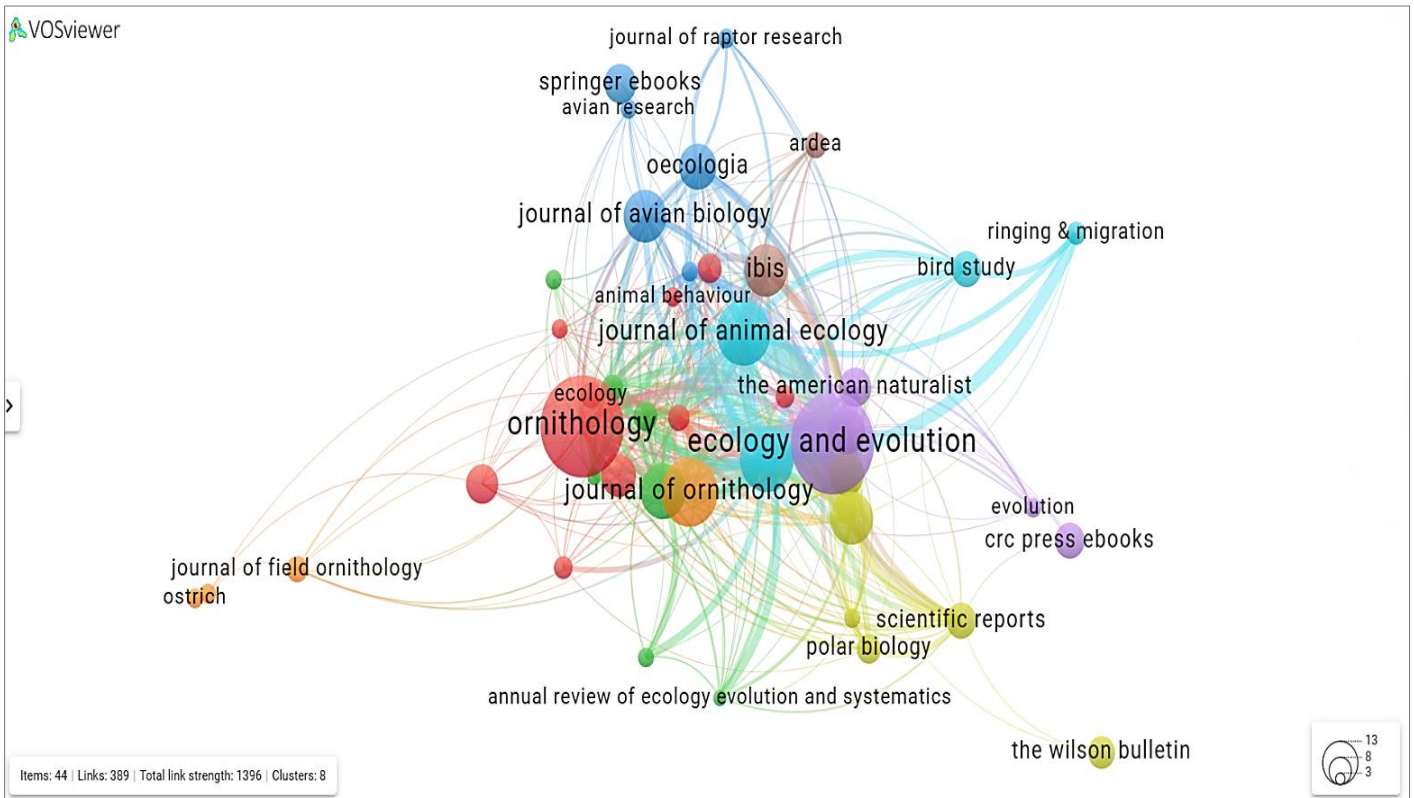 VOSviewer
journal of raptor research
springer ebooks
avian research
ardea
oecologia
journal of avian biology
ringing & migration
bird study
ibis
animal behaviour
journal of animal ecology
the american naturalist
ecology
ornithology
ecology and evolution
journal of ornithology
evolution
crc press ebooks
journal of field ornithology
ostrich
scientific reports
polar biology
annual review of ecology evolution and systematics
the wilson bulletin
13
8
3
Items: 44 | Links: 389 | Total link strength: 1396 | Clusters: 8